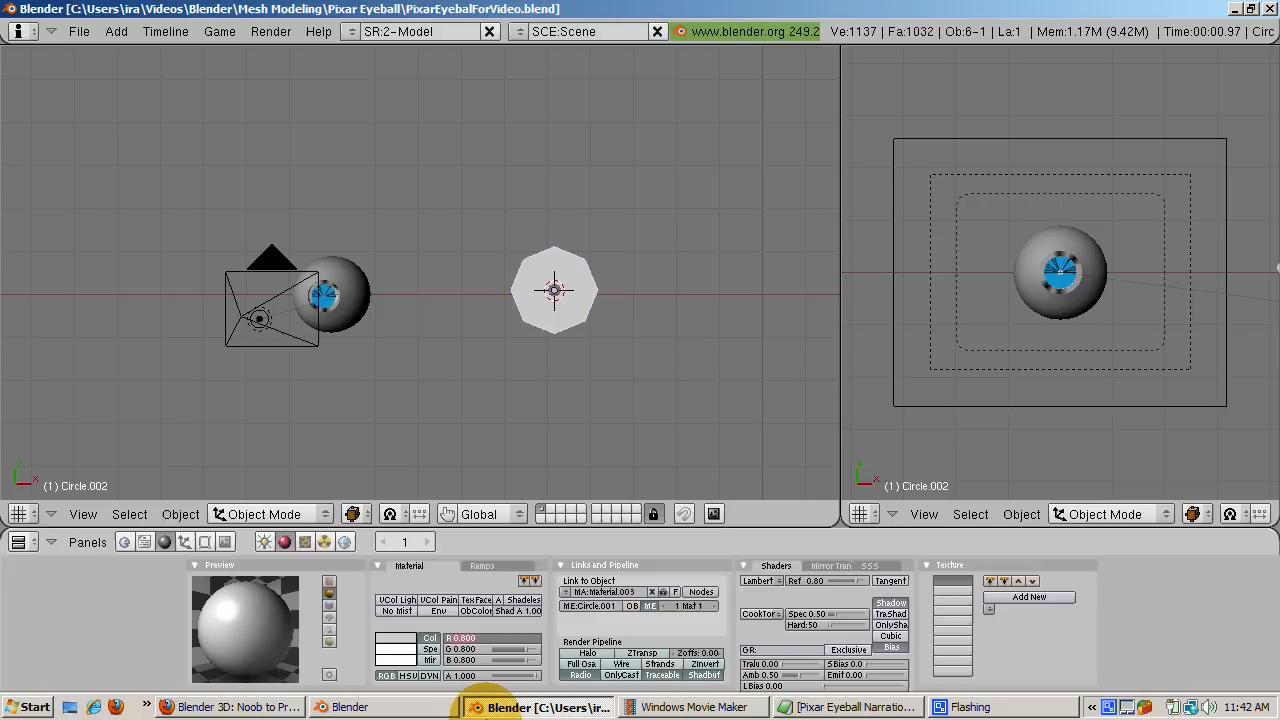 Blender [C:\Users\ira\Videos\Blender\Mesh Modeling\Pixar Eyeball\PixarEyebalForVideo.blend]
File Add Timeline Game Render Help SR:2-Model SCE:Scene www.blender.org 249.2 Ve:1137 | Fa:1032 | Ob:6-1 | La:1 | Mem:1.17M (9.42M) | Time:00:00.97 | Circ
(1) Circle.002 (1) Circle.002
View Select Object Object Mode Global View Select Object Object Mode
Panels 1
Preview Material Ramps Links and Pipeline Shaders Mirror Tran SSS Texture
Link to Object Lambert Ref 0.80 Tangent
MA:Material.003 F Nodes
VCol Ligh VCol Pain TexFace A Shadeles ME:Circle.001 OB ME 1 Mat 1 Shadow Add New
No Mist Env ObColor Shad A 1.00 CookTor Spec 0.50 TraShad
Hard:50 OnlySha
Col R 0.800 Render Pipeline Cubic
Spe G 0.800 Halo ZTransp Zoffs: 0.00 GR: Exclusive Bias
Mir B 0.800 Full Osa Wire Strands ZInvert Tralu 0.00 SBias 0.0
RGB HSV DYN A 1.000 Radio OnlyCast Traceable Shadbuf Amb 0.50 Emit 0.00
LBias 0.00
Start Blender 3D: Noob to Pr... Blender Blender [C:\Users\ir... Windows Movie Maker [Pixar Eyeball Narratio... Flashing 11:42 AM